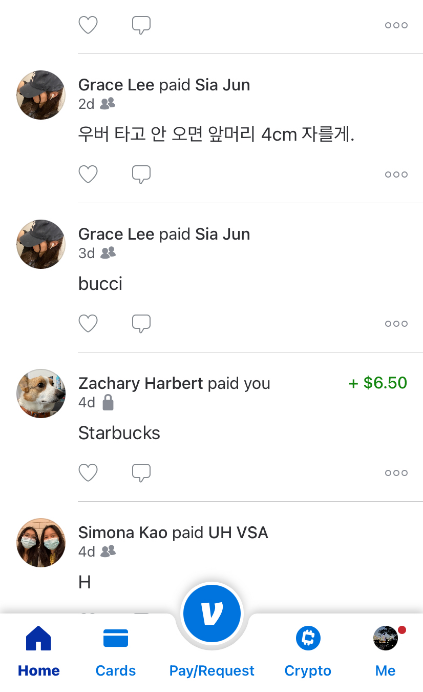 Grace Lee paid Sia Jun
2d
우버 타고 안 오면 앞머리 4cm 자를게.
Grace Lee paid Sia Jun
3d
bucci
Zachary Harbert paid you + $6.50
4d
Starbucks
Simona Kao paid UH VSA
4d
H
Home Cards Pay/Request Crypto Me